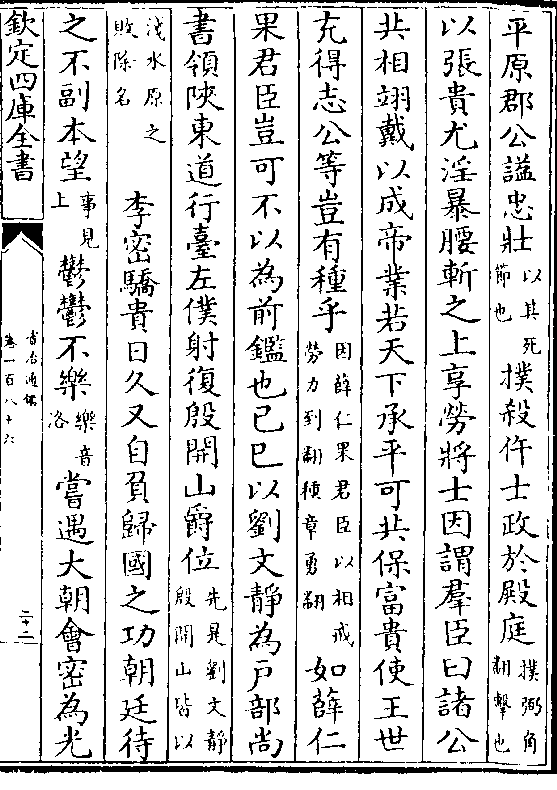 平原郡公謚忠壯以其死節也撲殺仵士政於殿庭撲弼角翻擊也
以張貴尤淫暴腰斬之上享勞將士因謂羣臣曰諸公
共相翊戴以成帝業若天下承平可共保富貴使王世
充得志公等豈有種乎因薛仁果君臣以相戒勞力到翻種章勇翻如薛仁
果君臣豈可不以為前鑑也己巳以劉文靜為戶部尚
書領陜東道行臺左僕射復殷開山爵位先是劉文靜殷開山皆以
淺水原之敗除名李密驕貴日久又自負歸國之功朝廷待
之不副本望事見上鬱鬱不樂樂音洛嘗遇大朝會密為光
欽定四庫全書
資治通鑑
卷一百八十六
二十二